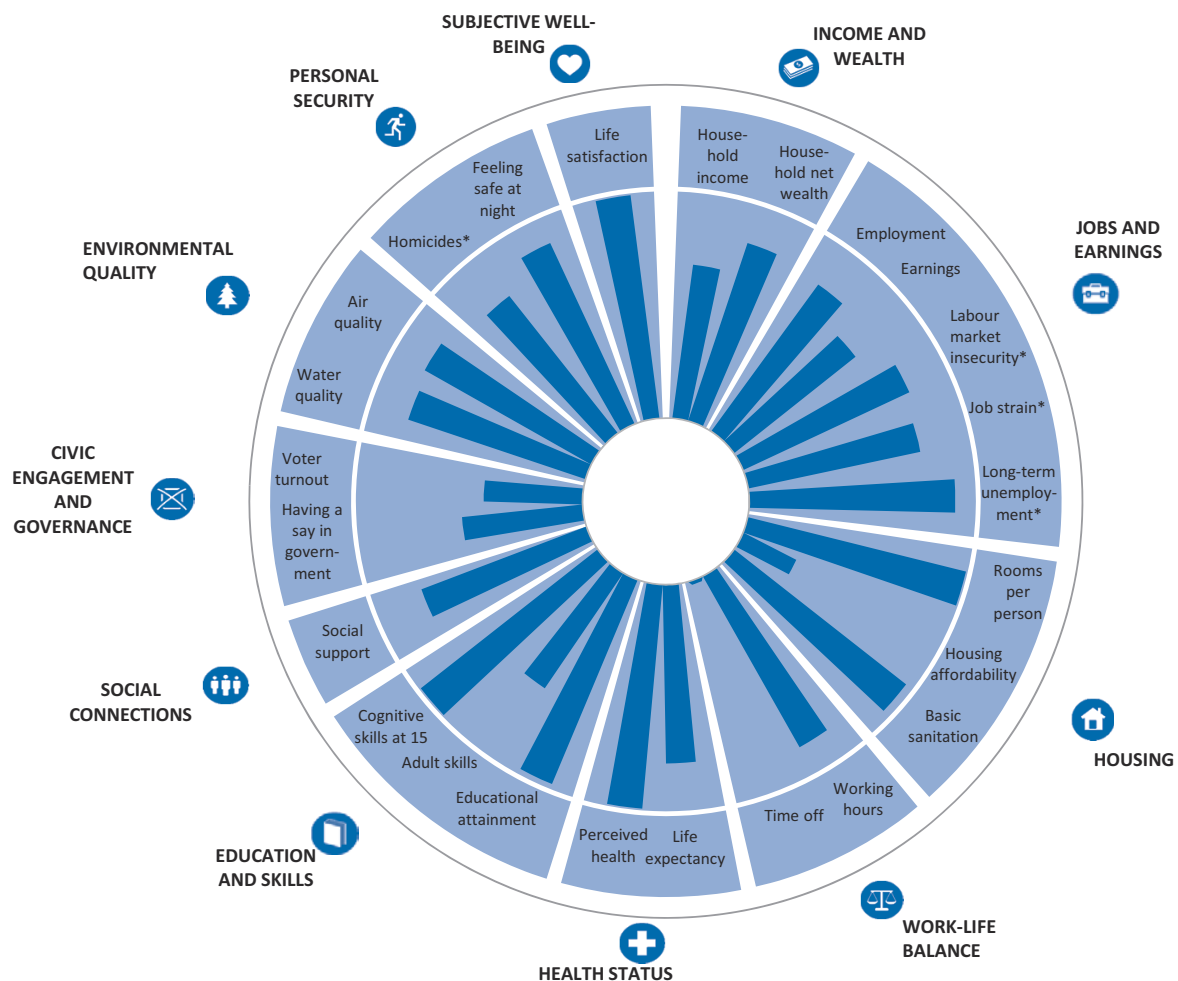 SUBJECTIVE WELL-
BEING
INCOME AND
WEALTH
PERSONAL
SECURITY
JOBS AND
EARNINGS
ENVIRONMENTAL
QUALITY
CIVIC
ENGAGEMENT
AND
GOVERNANCE
SOCIAL
CONNECTIONS
HOUSING
EDUCATION
AND SKILLS
WORK-LIFE
BALANCE
HEALTH STATUS
Life
satisfaction
House-
hold
income
House-
hold net
wealth
Employment
Earnings
Labour
market
insecurity*
Job strain*
Long-term
unemploy-
ment*
Rooms
per
person
Housing
affordability
Basic
sanitation
Working
hours
Time off
Life
expectancy
Perceived
health
Educational
attainment
Adult skills
Cognitive
skills at 15
Social
support
Having a
say in
govern-
ment
Voter
turnout
Water
quality
Air
quality
Homicides*
Feeling
safe at
night